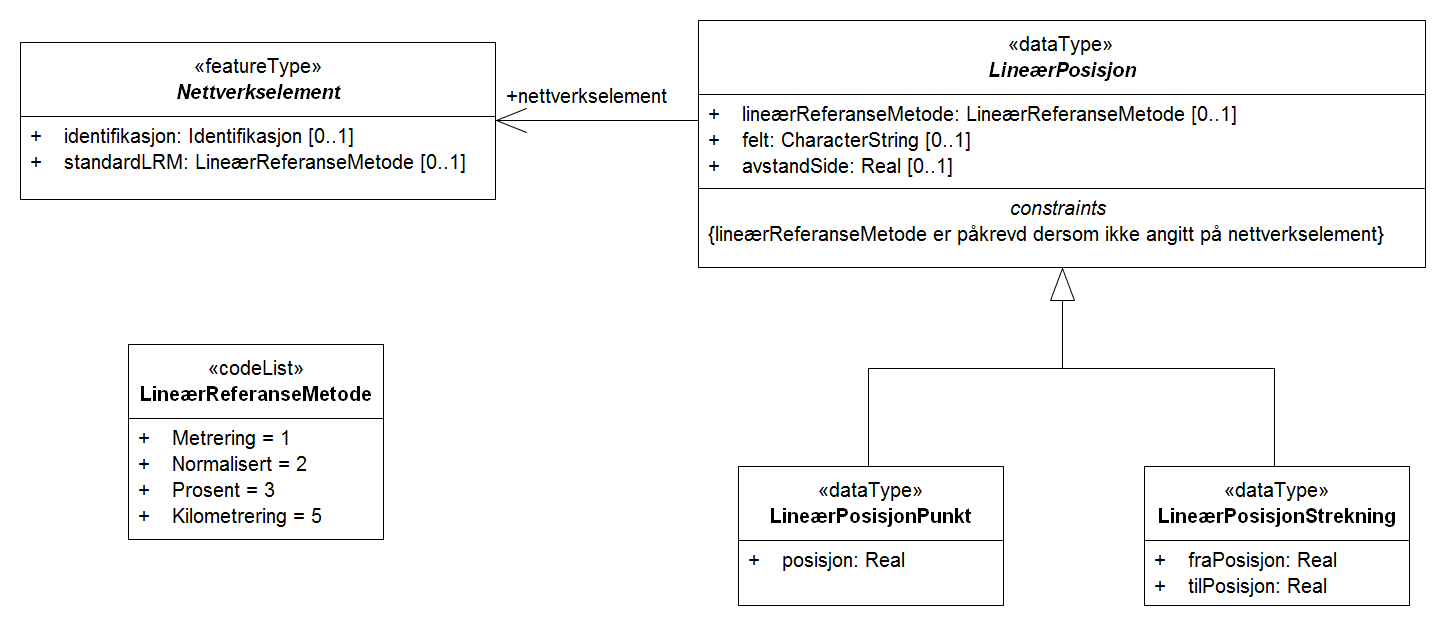 «featureType»
Nettverkselement
+ identifikasjon: Identifikasjon [0..1]
+ standardLRM: LineærReferanseMetode [0..1]
+nettverkselement
«dataType»
LineærPosisjon
+ lineærReferanseMetode: LineærReferanseMetode [0..1]
+ felt: CharacterString [0..1]
+ avstandSide: Real [0..1]
constraints
{lineærReferanseMetode er påkrevd dersom ikke angitt på nettverkselement}
«codeList»
LineærReferanseMetode
+ Metrering = 1
+ Normalisert = 2
+ Prosent = 3
+ Kilometrering = 5
«dataType»
LineærPosisjonPunkt
+ posisjon: Real
«dataType»
LineærPosisjonStrekning
+ fraPosisjon: Real
+ tilPosisjon: Real